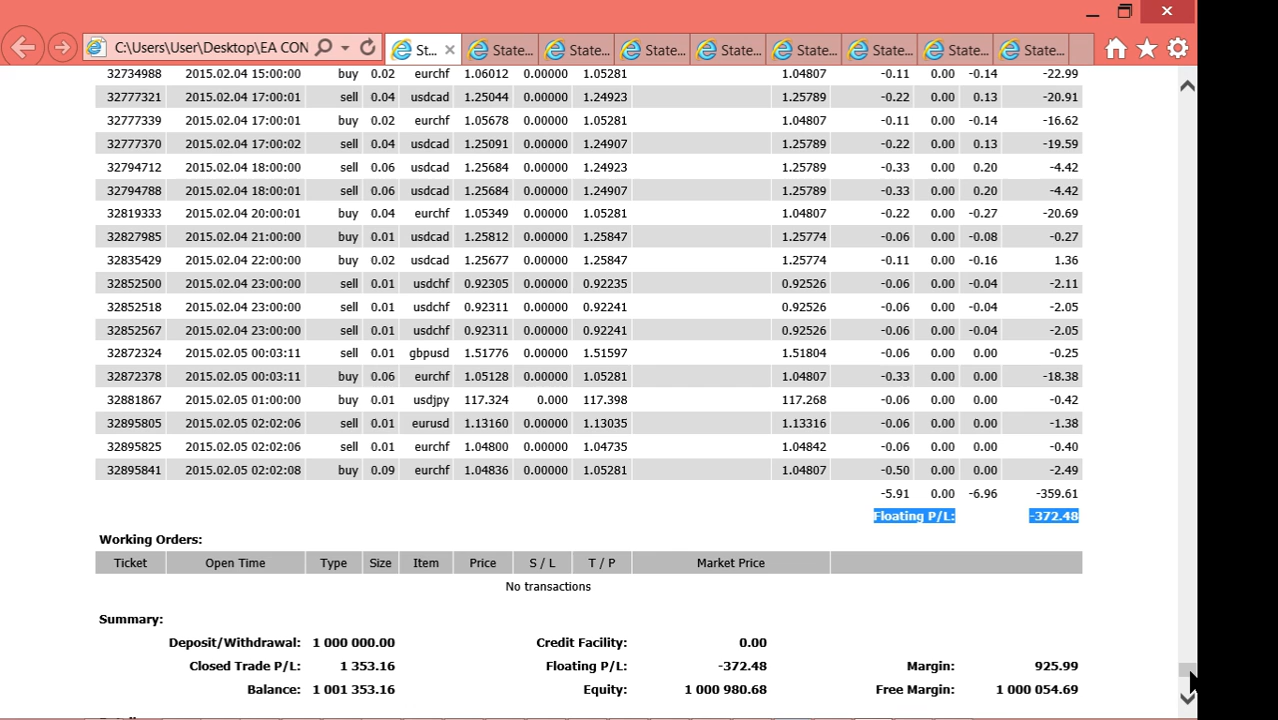 C:\Users\User\Desktop\EA CON
St...
State...
State...
State...
State...
State...
State...
State...
State...
32734988 2015.02.04 15:00:00 buy 0.02 eurchf 1.06012 0.00000 1.05281 1.04807 -0.11 0.00 -0.14 -22.99
32777321 2015.02.04 17:00:01 sell 0.04 usdcad 1.25044 0.00000 1.24923 1.25789 -0.22 0.00 0.13 -20.91
32777339 2015.02.04 17:00:01 buy 0.02 eurchf 1.05678 0.00000 1.05281 1.04807 -0.11 0.00 -0.14 -16.62
32777370 2015.02.04 17:00:02 sell 0.04 usdcad 1.25091 0.00000 1.24907 1.25789 -0.22 0.00 0.13 -19.59
32794712 2015.02.04 18:00:00 sell 0.06 usdcad 1.25684 0.00000 1.24923 1.25789 -0.33 0.00 0.20 -4.42
32794788 2015.02.04 18:00:01 sell 0.06 usdcad 1.25684 0.00000 1.24907 1.25789 -0.33 0.00 0.20 -4.42
32819333 2015.02.04 20:00:01 buy 0.04 eurchf 1.05349 0.00000 1.05281 1.04807 -0.22 0.00 -0.27 -20.69
32827985 2015.02.04 21:00:00 buy 0.01 usdcad 1.25812 0.00000 1.25847 1.25774 -0.06 0.00 -0.08 -0.27
32835429 2015.02.04 22:00:00 buy 0.02 usdcad 1.25677 0.00000 1.25847 1.25774 -0.11 0.00 -0.16 1.36
32852500 2015.02.04 23:00:00 sell 0.01 usdchf 0.92305 0.00000 0.92235 0.92526 -0.06 0.00 -0.04 -2.11
32852518 2015.02.04 23:00:00 sell 0.01 usdchf 0.92311 0.00000 0.92241 0.92526 -0.06 0.00 -0.04 -2.05
32852567 2015.02.04 23:00:00 sell 0.01 usdchf 0.92311 0.00000 0.92241 0.92526 -0.06 0.00 -0.04 -2.05
32872324 2015.02.05 00:03:11 sell 0.01 gbpusd 1.51776 0.00000 1.51597 1.51804 -0.06 0.00 0.00 -0.25
32872378 2015.02.05 00:03:11 buy 0.06 eurchf 1.05128 0.00000 1.05281 1.04807 -0.33 0.00 0.00 -18.38
32881867 2015.02.05 01:00:00 buy 0.01 usdjpy 117.324 0.000 117.398 117.268 -0.06 0.00 0.00 -0.42
32895805 2015.02.05 02:02:06 sell 0.01 eurusd 1.13160 0.00000 1.13035 1.13316 -0.06 0.00 0.00 -1.38
32895825 2015.02.05 02:02:06 sell 0.01 eurchf 1.04800 0.00000 1.04735 1.04842 -0.06 0.00 0.00 -0.40
32895841 2015.02.05 02:02:08 buy 0.09 eurchf 1.04836 0.00000 1.05281 1.04807 -0.50 0.00 0.00 -2.49
-5.91 0.00 -6.96 -359.61
Floating P/L: -372.48
Working Orders:
Ticket Open Time Type Size Item Price S / L T / P Market Price
No transactions
Summary:
Deposit/Withdrawal: 1 000 000.00 Credit Facility: 0.00
Closed Trade P/L: 1 353.16 Floating P/L: -372.48 Margin: 925.99
Balance: 1 001 353.16 Equity: 1 000 980.68 Free Margin: 1 000 054.69